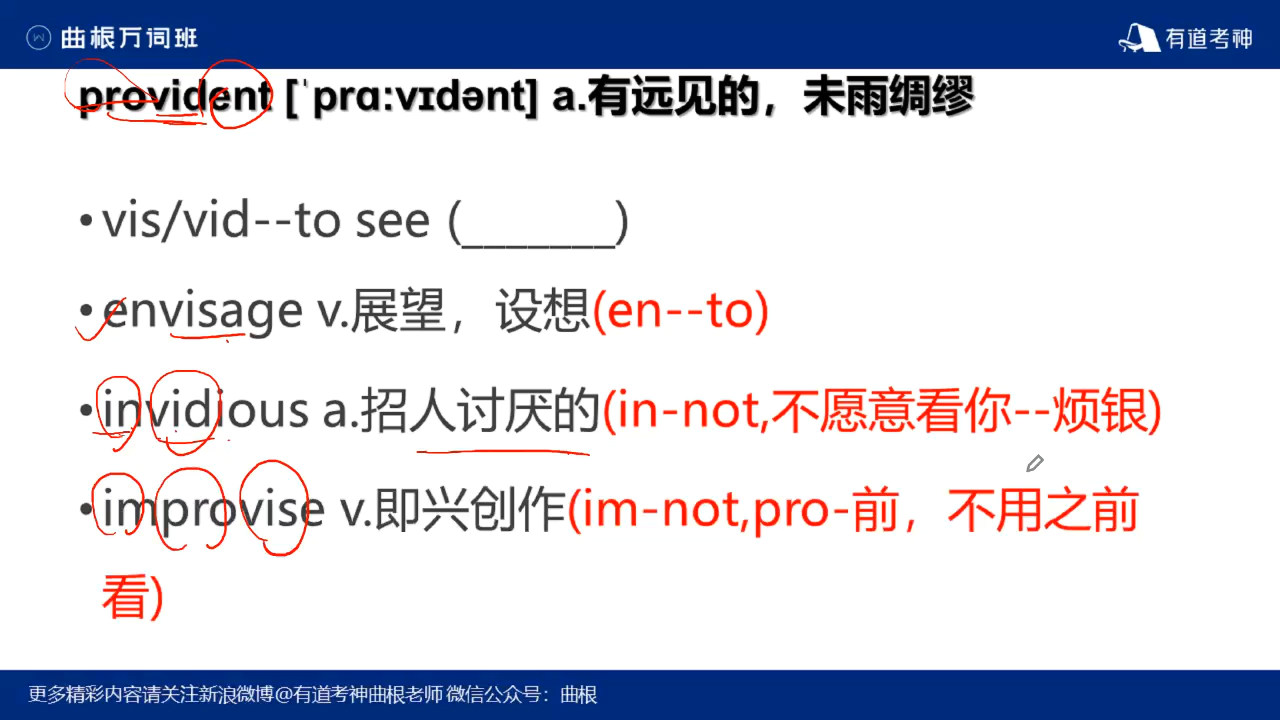 曲根万词班
有道考神
provident [ˈprɑ:vɪdənt] a.有远见的，未雨绸缪
•vis/vid--to see (_______)
•envisage v.展望，设想(en--to)
•invidious a.招人讨厌的(in-not,不愿意看你--烦银)
•improvise v.即兴创作(im-not,pro-前，不用之前
看)
更多精彩内容请关注新浪微博@有道考神曲根老师 微信公众号：曲根